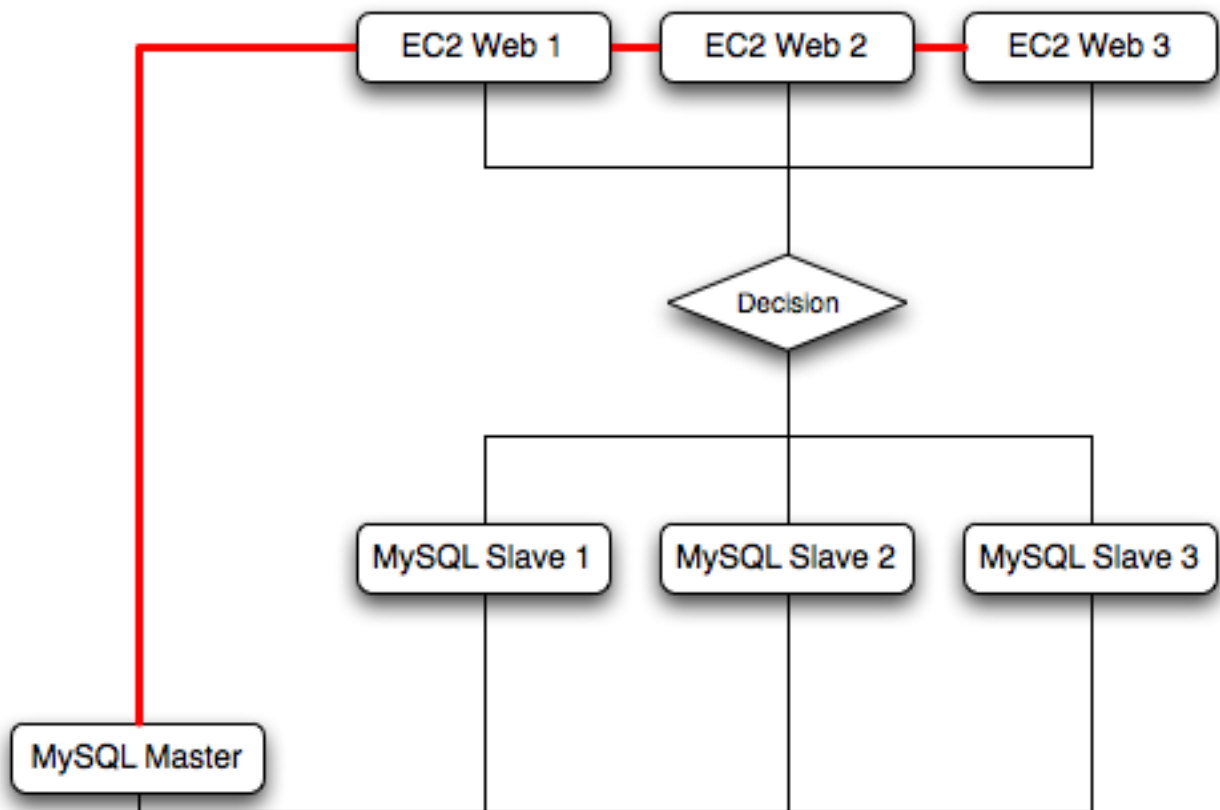 EC2 Web 1
EC2 Web 2
EC2 Web 3
Decision
MySQL Slave 1
MySQL Slave 2
MySQL Slave 3
MySQL Master